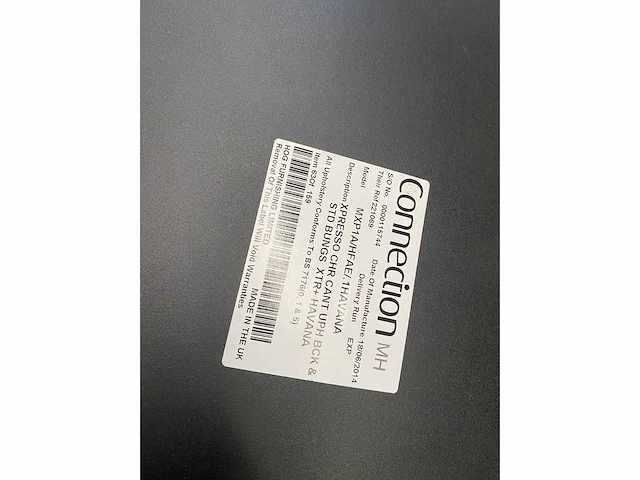 Connection MH
S/O No. 0000115744 Date Of Manufacture 18/06/2014
Their Ref 221069 Delivery Run EXP
Model MXP1A/HFAE/.1HAVANA
Description XPRESSO CHR CANT UPH BCK &
STD BUNGS XTR+ HAVANA
All Upholstery Conforms To BS 7176(0, 1 & 5)
Item 63Of 159
HOG FURNISHING LIMITED MADE IN THE UK
Removal Of This Label Will Void Warranties